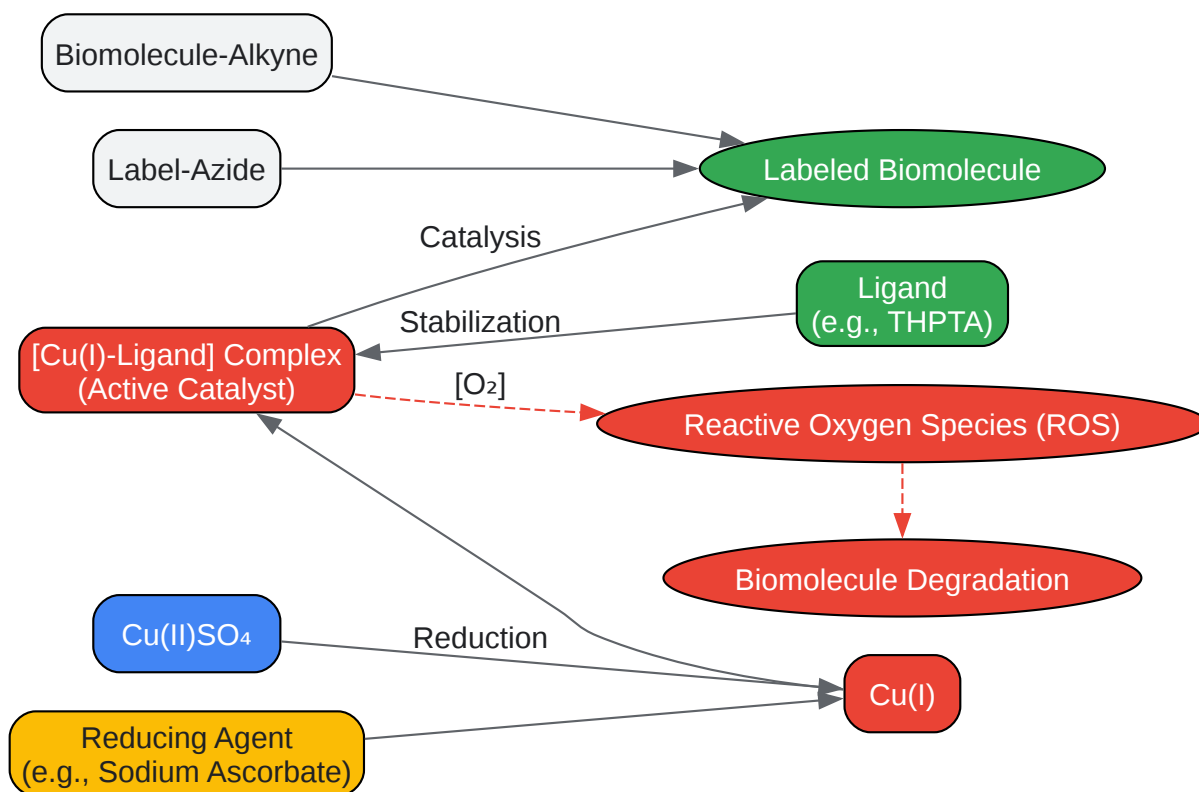 Biomolecule-Alkyne
Label-Azide
Labeled Biomolecule
Catalysis
Ligand
(e.g., THPTA)
Stabilization
[Cu(I)-Ligand] Complex
(Active Catalyst)
[O₂]
Reactive Oxygen Species (ROS)
Biomolecule Degradation
Cu(II)SO₄
Reduction
Cu(I)
Reducing Agent
(e.g., Sodium Ascorbate)